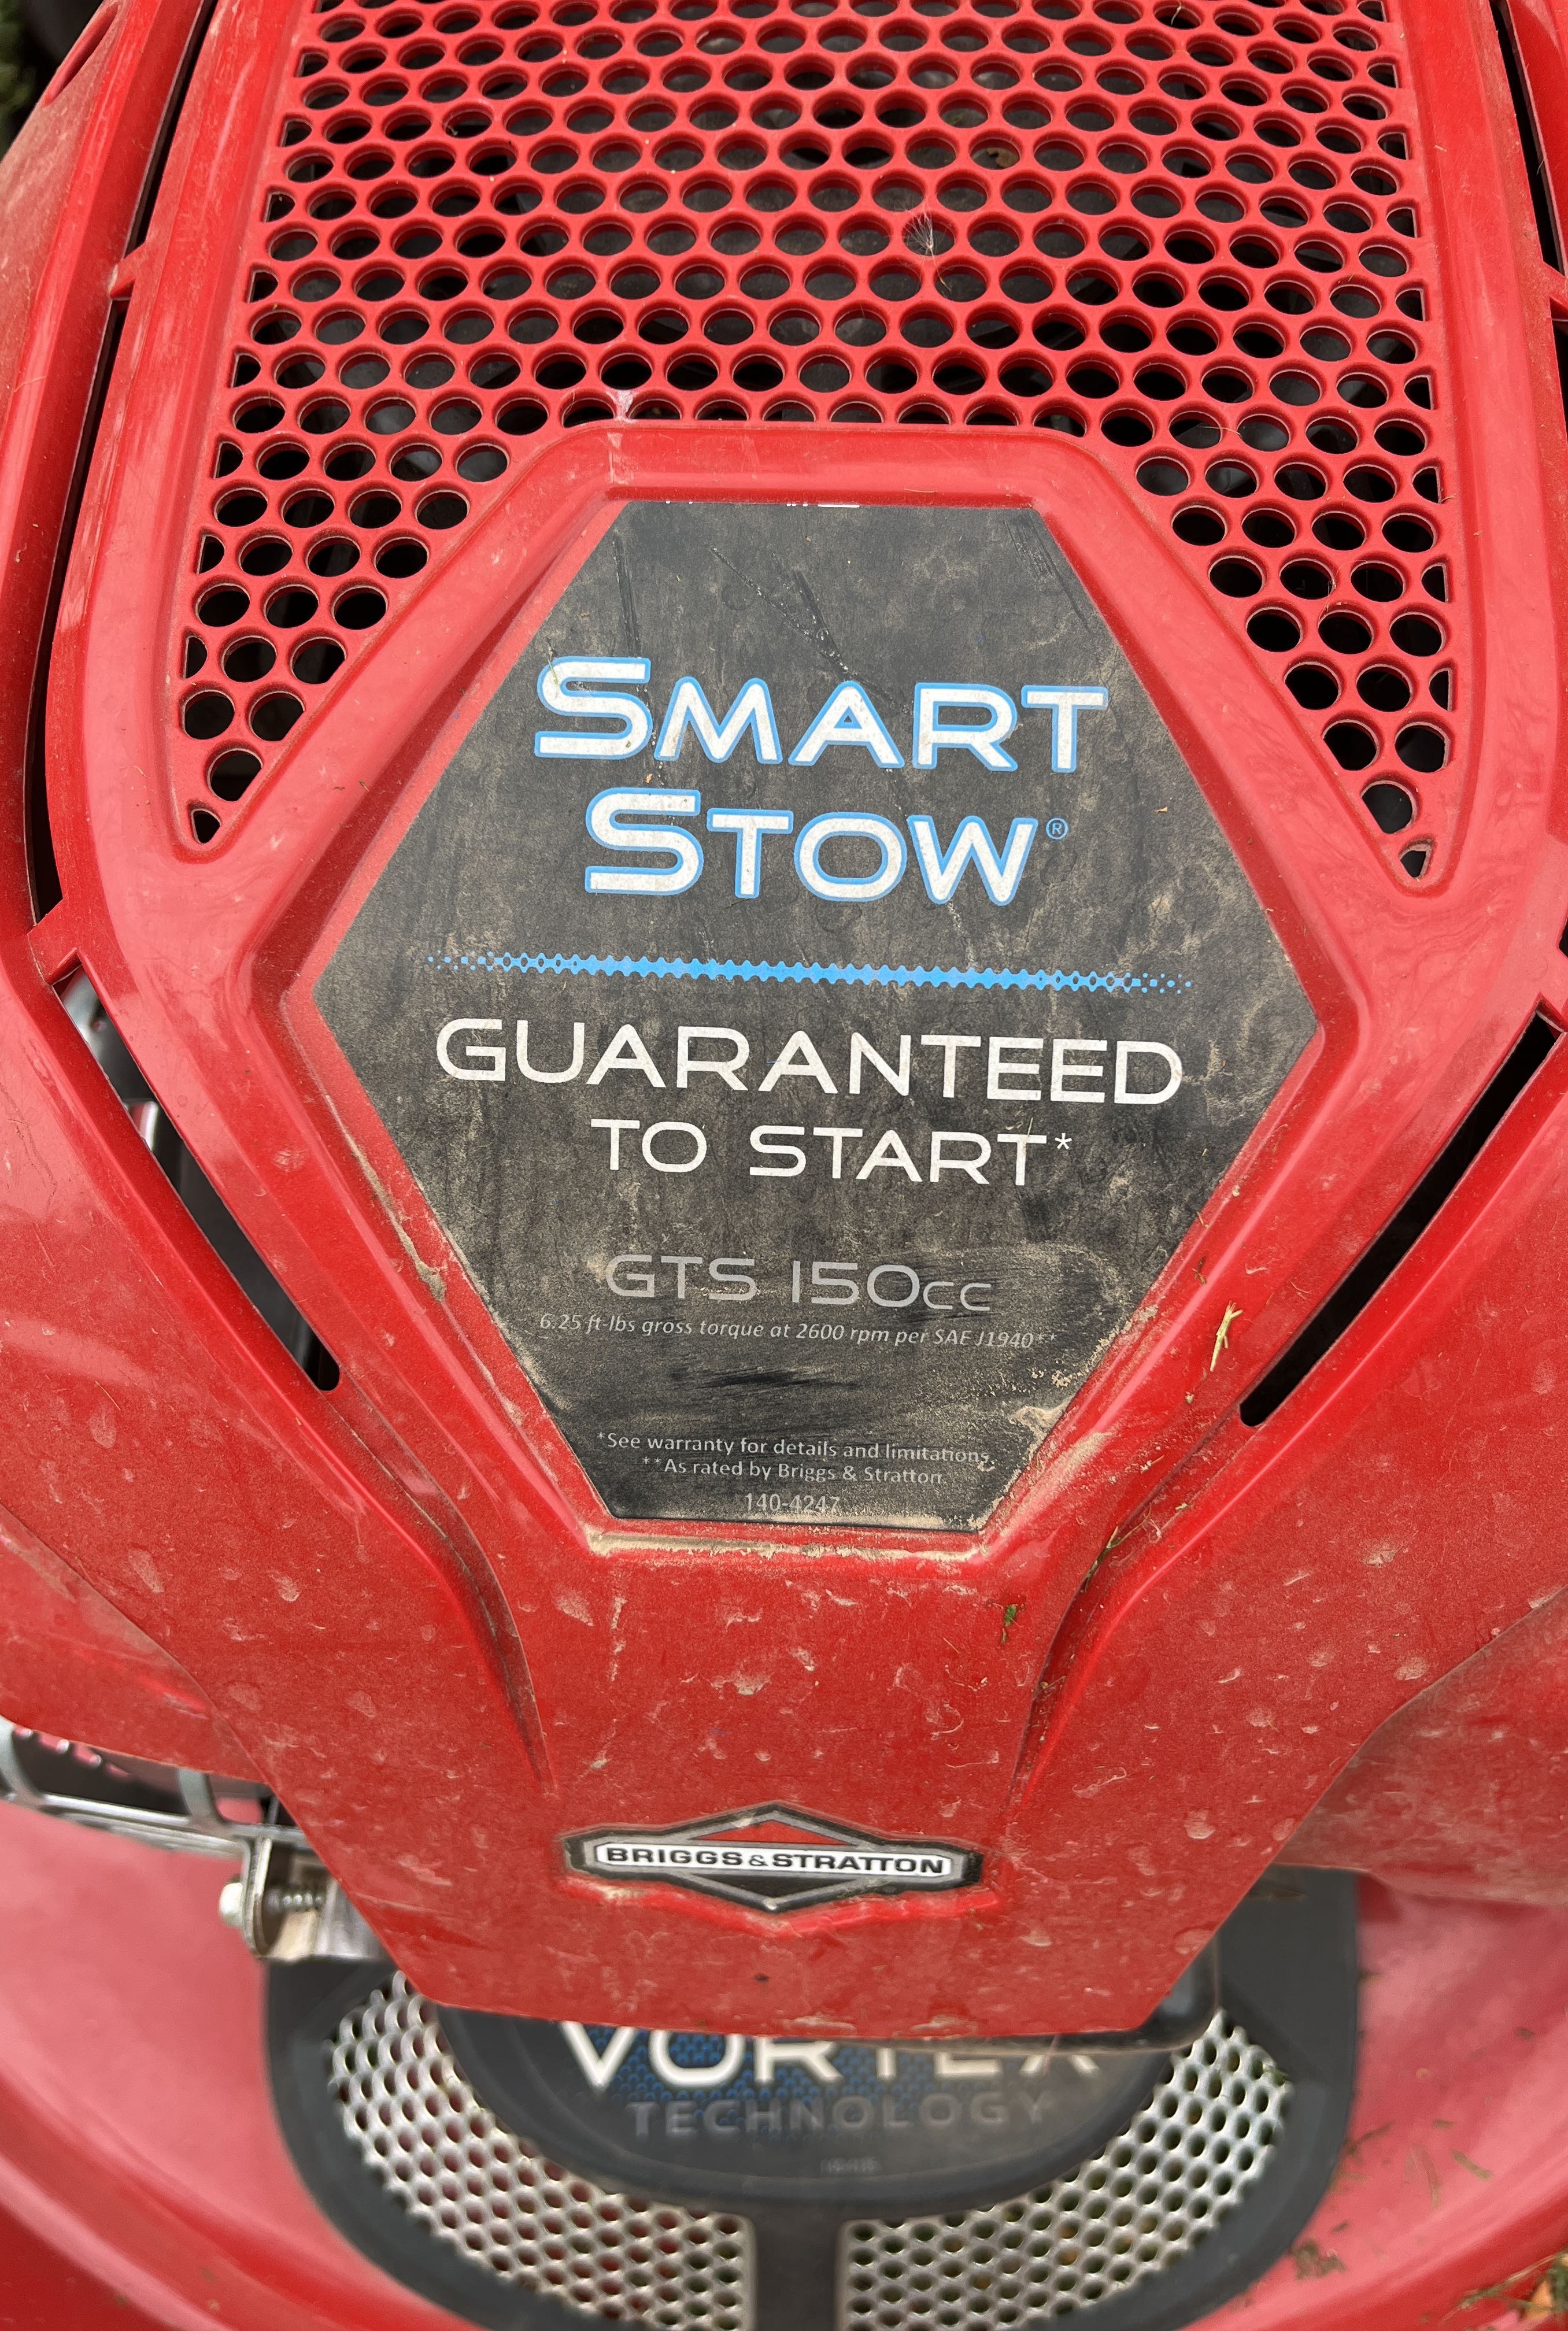 SMART
STOW®
GUARANTEED
TO START*
GTS 150cc
6.25 ft-lbs gross torque at 2600 rpm per SAE J1940**
*See warranty for details and limitations.
**As rated by Briggs & Stratton.
140-4247
BRIGGS&STRATTON
VORTEX
TECHNOLOGY